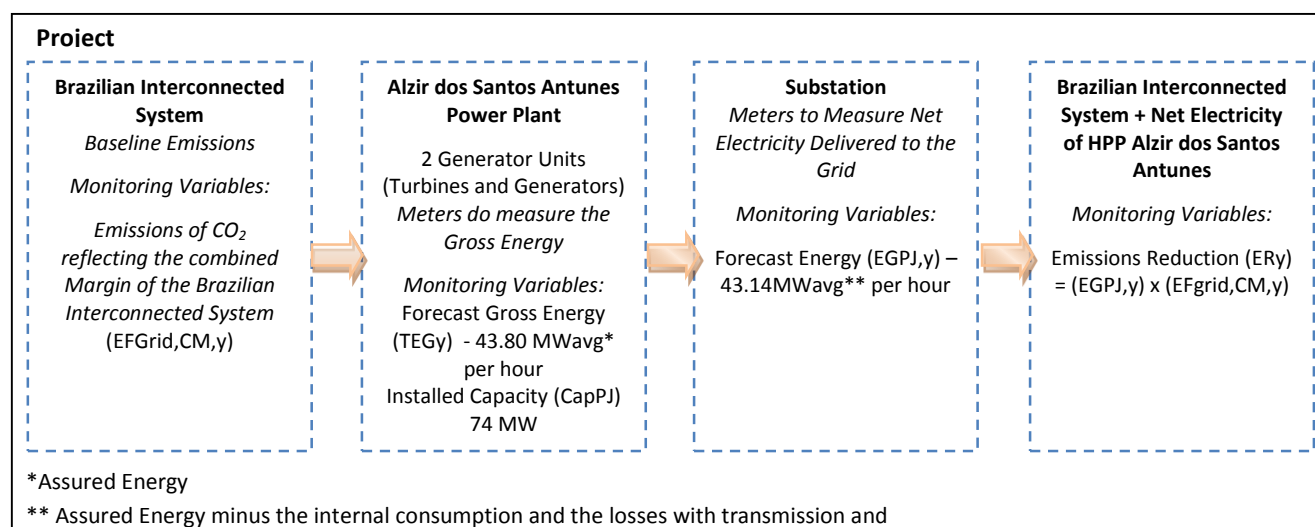 Project
Brazilian Interconnected
System
Baseline Emissions
Monitoring Variables:
Emissions of CO₂
reflecting the combined
Margin of the Brazilian
Interconnected System
(EFGrid,CM,y)
Alzir dos Santos Antunes
Power Plant
2 Generator Units
(Turbines and Generators)
Meters do measure the
Gross Energy
Monitoring Variables:
Forecast Gross Energy
(TEGy) - 43.80 MWavg*
per hour
Installed Capacity (CapPJ)
74 MW
Substation
Meters to Measure Net
Electricity Delivered to the
Grid
Monitoring Variables:
Forecast Energy (EGPJ,y) –
43.14MWavg** per hour
Brazilian Interconnected
System + Net Electricity
of HPP Alzir dos Santos
Antunes
Monitoring Variables:
Emissions Reduction (ERy)
= (EGPJ,y) x (EFgrid,CM,y)
*Assured Energy
** Assured Energy minus the internal consumption and the losses with transmission and